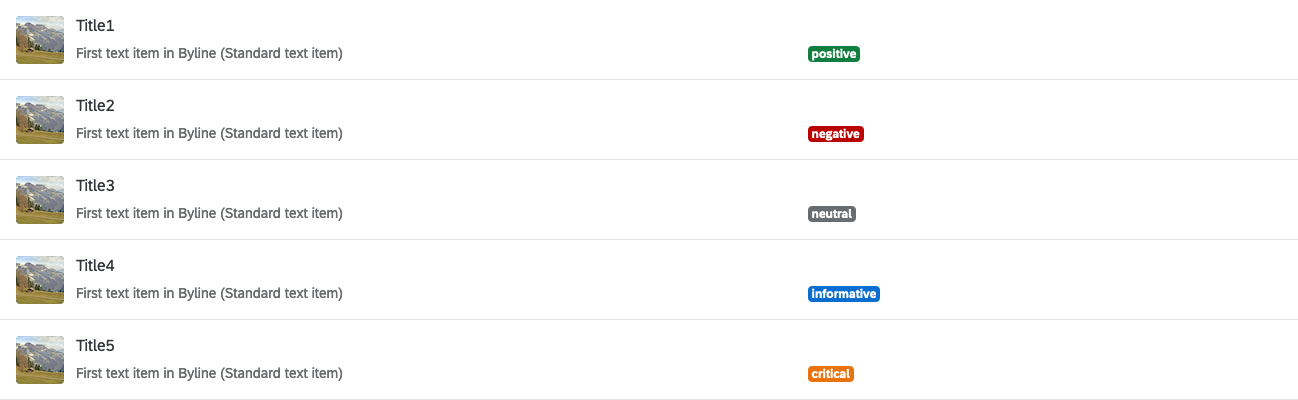 Title1
First text item in Byline (Standard text item) positive
Title2
First text item in Byline (Standard text item) negative
Title3
First text item in Byline (Standard text item) neutral
Title4
First text item in Byline (Standard text item) informative
Title5
First text item in Byline (Standard text item) critical